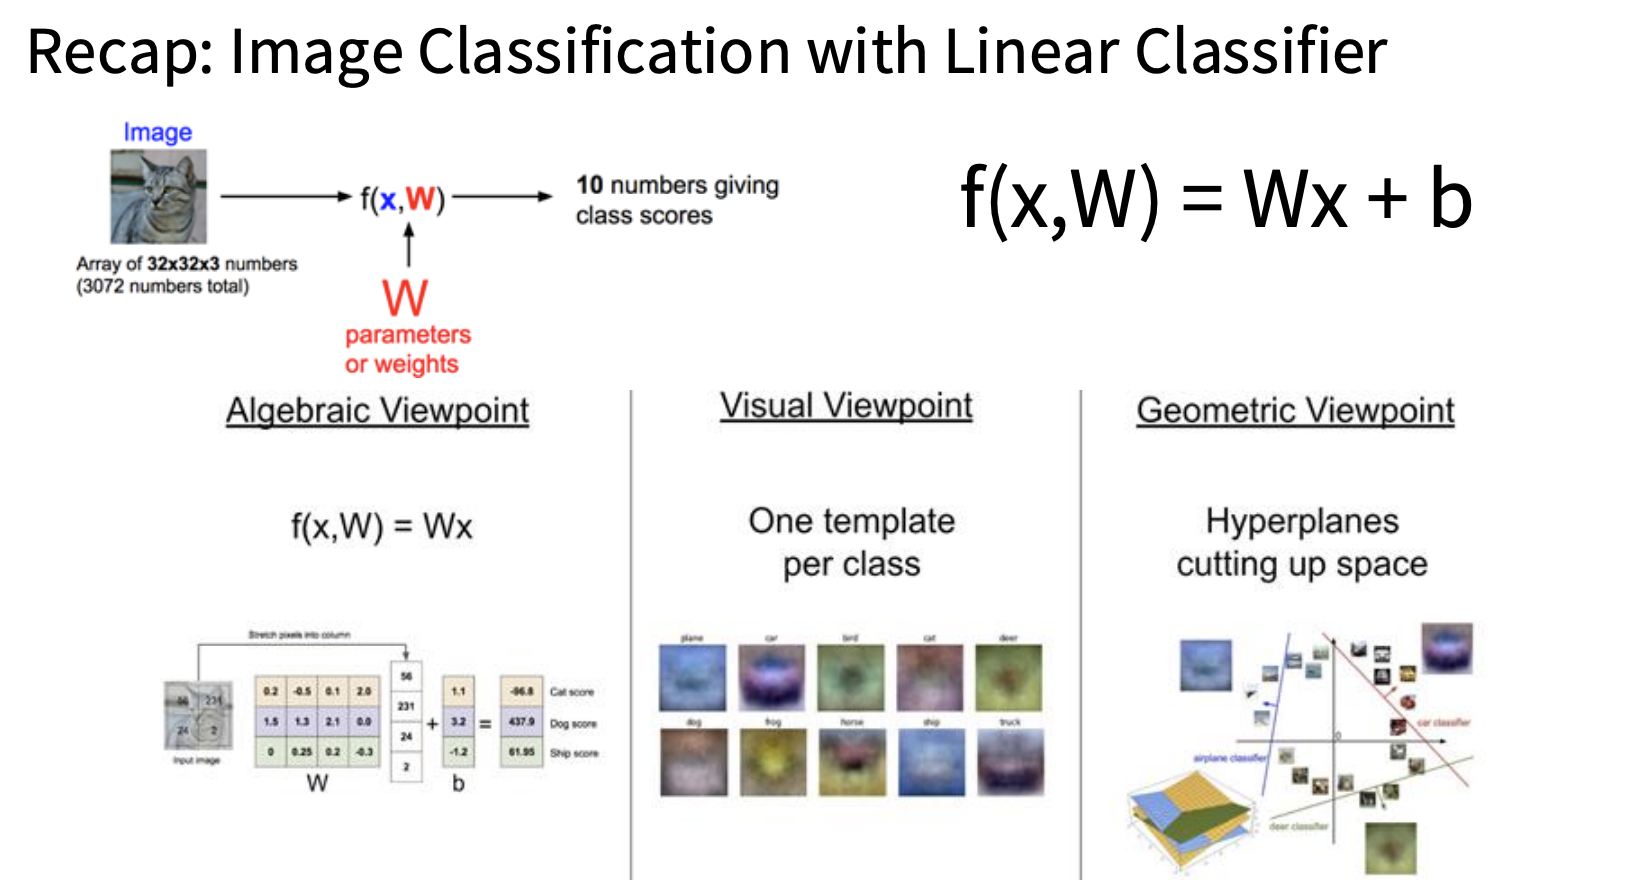 Recap: Image Classification with Linear Classifier
Image
f(x,W)
10 numbers giving
class scores
Array of 32x32x3 numbers
(3072 numbers total)
W
parameters
or weights
f(x,W) = Wx + b
Algebraic Viewpoint
f(x,W) = Wx
Stretch pixels into column
56 231
24 2
Input image
0.2 -0.5 0.1 2.0
1.5 1.3 2.1 0.0
0 0.25 0.2 -0.3
W
56
231
24
2
+
1.1
3.2
-1.2
b
=
-96.8 Cat score
437.9 Dog score
61.95 Ship score
Visual Viewpoint
One template
per class
plane car bird cat deer
dog frog horse ship truck
Geometric Viewpoint
Hyperplanes
cutting up space
car classifier
0
airplane classifier
deer classifier